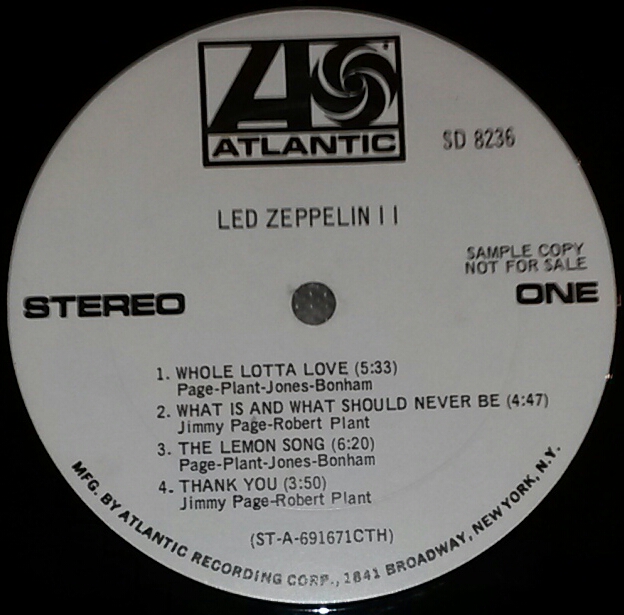 ATLANTIC
SD 8236
LED ZEPPELIN II
SAMPLE COPY
NOT FOR SALE
STEREO
ONE
1. WHOLE LOTTA LOVE (5:33)
Page-Plant-Jones-Bonham
2. WHAT IS AND WHAT SHOULD NEVER BE (4:47)
Jimmy Page-Robert Plant
3. THE LEMON SONG (6:20)
Page-Plant-Jones-Bonham
4. THANK YOU (3:50)
Jimmy Page-Robert Plant
(ST-A-691671CTH)
MFG. BY ATLANTIC RECORDING CORP., 1841 BROADWAY, NEW YORK, N.Y.